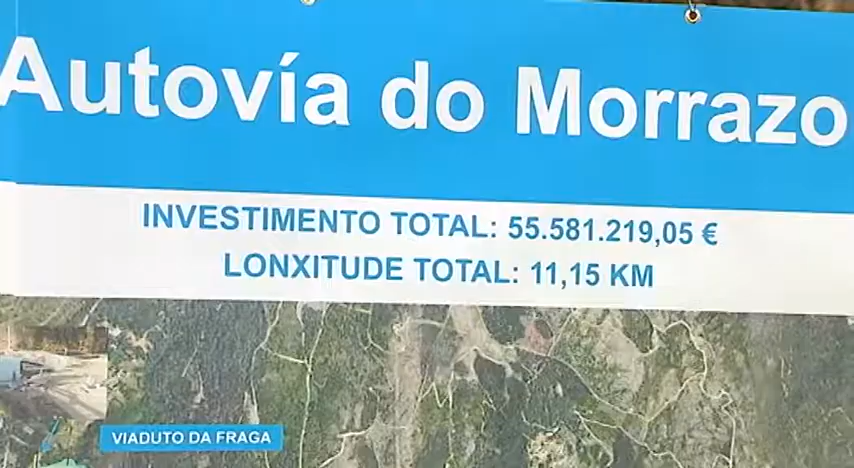 Autovía do Morrazo
INVESTIMENTO TOTAL: 55.581.219,05 €
LONXITUDE TOTAL: 11,15 KM
VIADUTO DA FRAGA